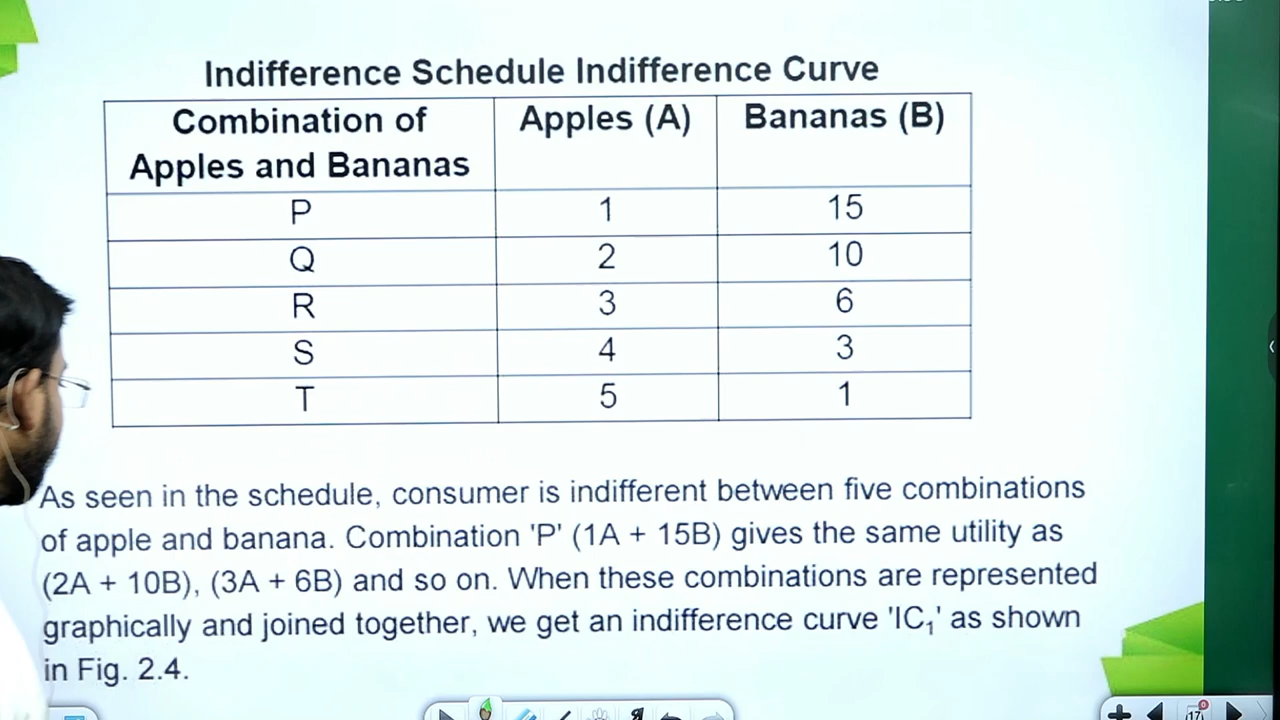 Indifference Schedule Indifference Curve
Combination of Apples and Bananas Apples (A) Bananas (B)
P 1 15
Q 2 10
R 3 6
S 4 3
T 5 1
As seen in the schedule, consumer is indifferent between five combinations
of apple and banana. Combination 'P' (1A + 15B) gives the same utility as
(2A + 10B), (3A + 6B) and so on. When these combinations are represented
graphically and joined together, we get an indifference curve 'IC₁' as shown
in Fig. 2.4.
17